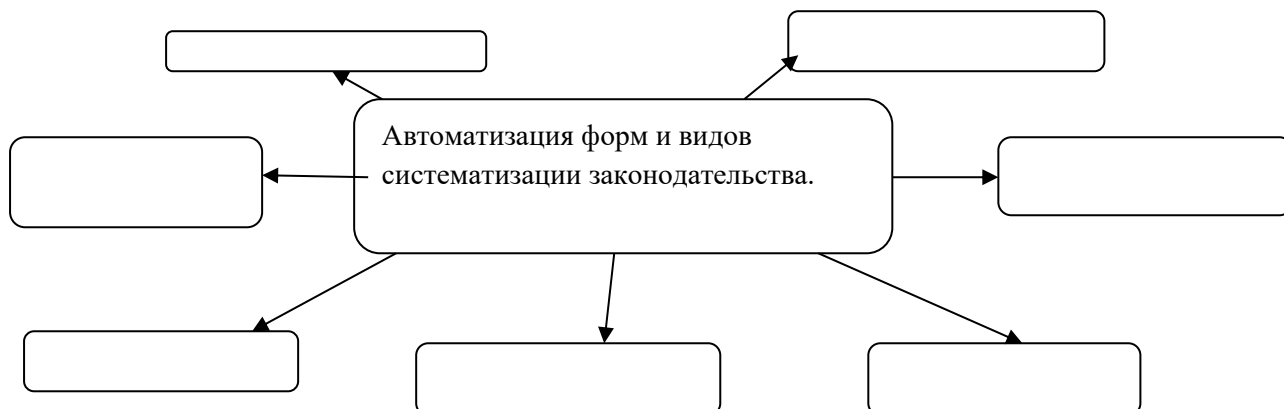 Автоматизация форм и видов
систематизации законодательства.